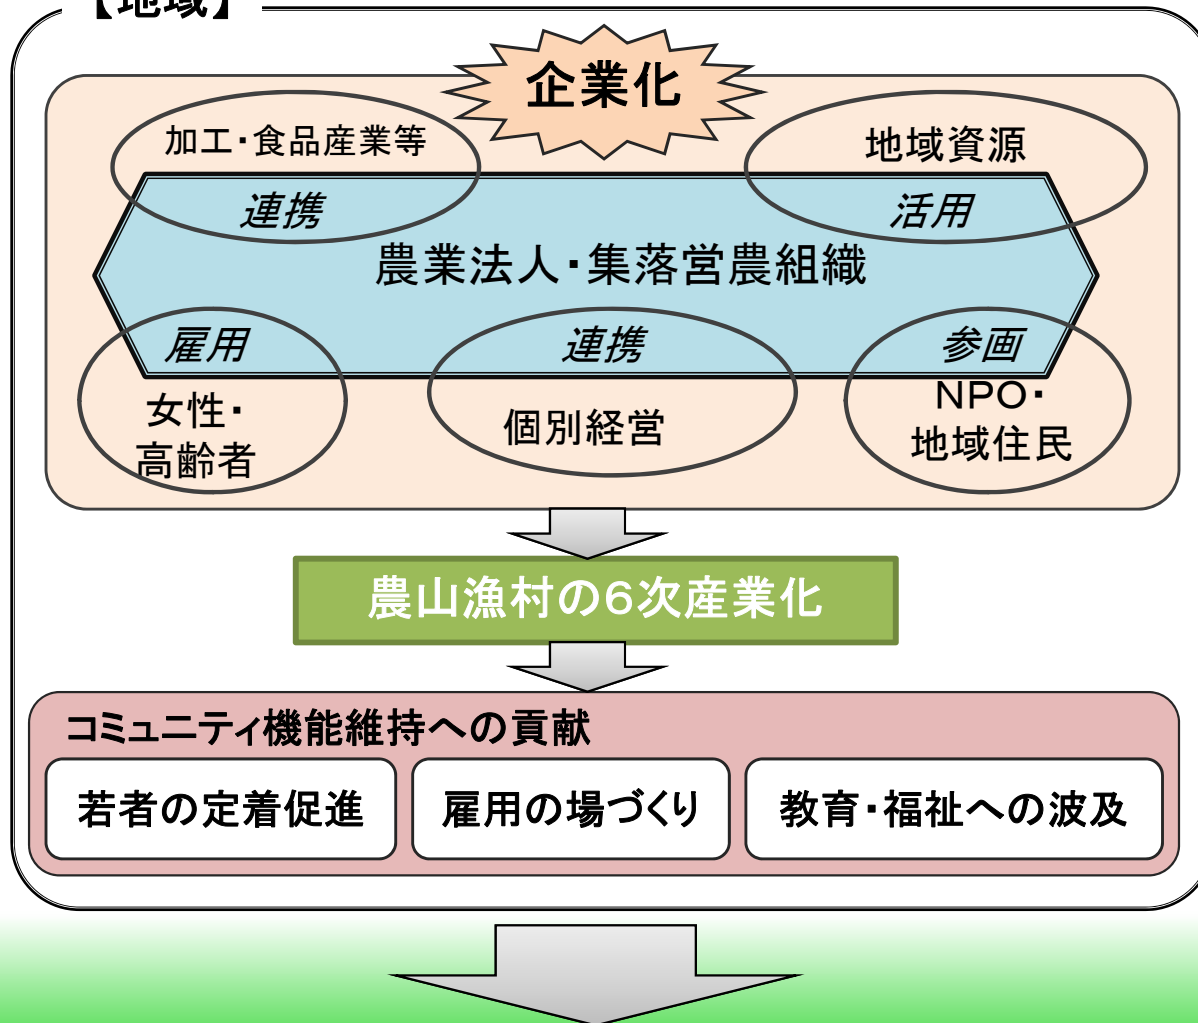 【地域】
企業化
加工・食品産業等
連携
地域資源
活用
農業法人・集落営農組織
雇用
女性・
高齢者
連携
個別経営
参画
NPO・
地域住民
農山漁村の6次産業化
コミュニティ機能維持への貢献
若者の定着促進
雇用の場づくり
教育・福祉への波及